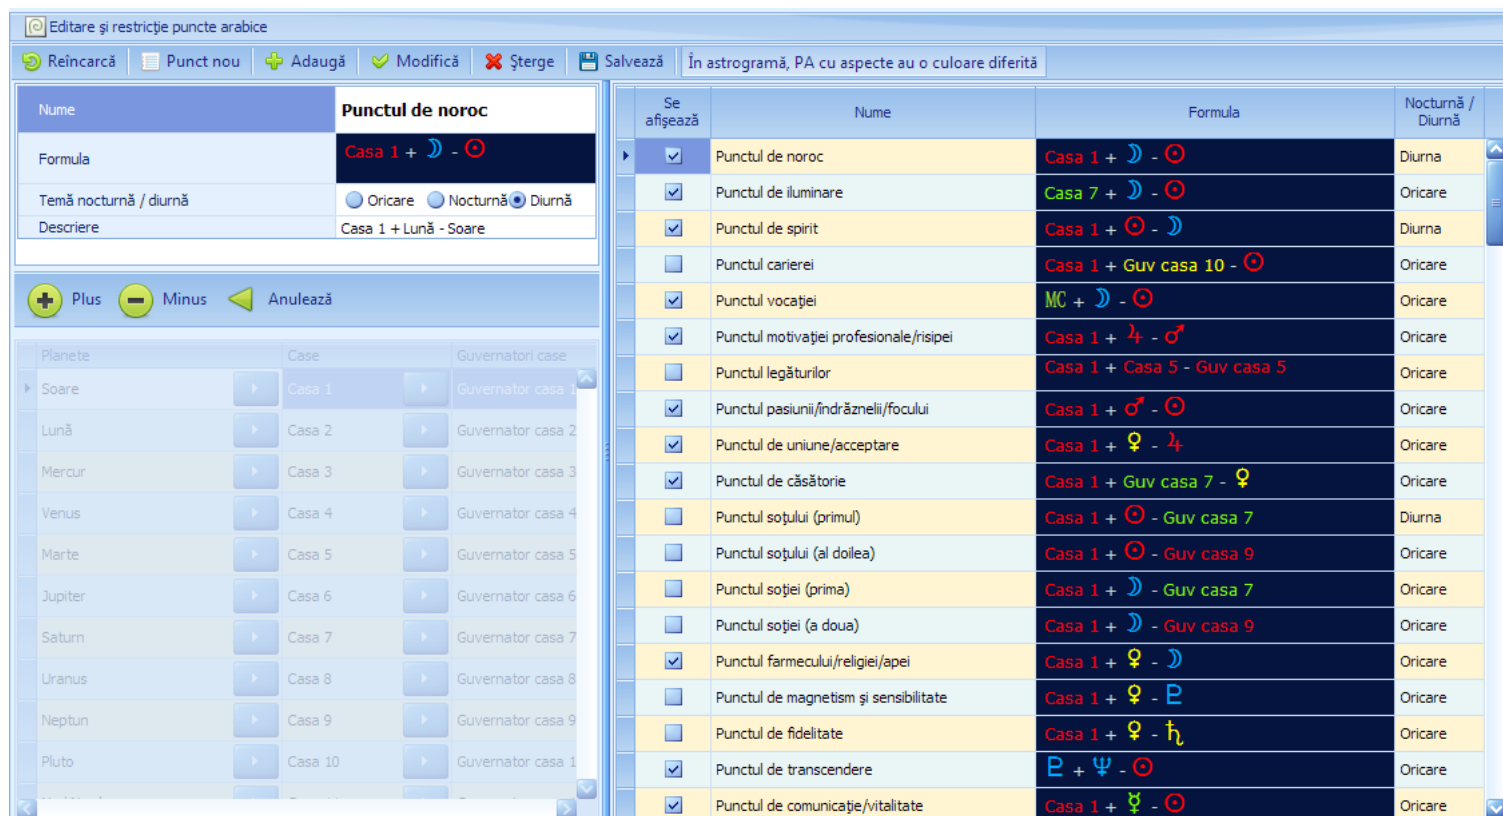 Editare şi restricţie puncte arabice
Reîncarcă Punct nou Adaugă Modifică Şterge Salvează În astrogramă, PA cu aspecte au o culoare diferită
Nume Punctul de noroc
Formula Casa 1 + ☽ - ☉
Temă nocturnă / diurnă Oricare Nocturnă Diurnă
Descriere Casa 1 + Lună - Soare
Plus Minus Anulează
Planete Case Guvernatori case
Soare Casa 1 Guvernator casa 1
Lună Casa 2 Guvernator casa 2
Mercur Casa 3 Guvernator casa 3
Venus Casa 4 Guvernator casa 4
Marte Casa 5 Guvernator casa 5
Jupiter Casa 6 Guvernator casa 6
Saturn Casa 7 Guvernator casa 7
Uranus Casa 8 Guvernator casa 8
Neptun Casa 9 Guvernator casa 9
Pluto Casa 10 Guvernator casa 1
Se afişează Nume Formula Nocturnă / Diurnă
Punctul de noroc Casa 1 + ☽ - ☉ Diurna
Punctul de iluminare Casa 7 + ☽ - ☉ Oricare
Punctul de spirit Casa 1 + ☉ - ☽ Diurna
Punctul carierei Casa 1 + Guv casa 10 - ☉ Oricare
Punctul vocaţiei MC + ☽ - ☉ Oricare
Punctul motivaţiei profesionale/risipei Casa 1 + ♃ - ♂ Oricare
Punctul legăturilor Casa 1 + Casa 5 - Guv casa 5 Oricare
Punctul pasiunii/îndrăznelii/focului Casa 1 + ♂ - ☉ Oricare
Punctul de uniune/acceptare Casa 1 + ♀ - ♃ Oricare
Punctul de căsătorie Casa 1 + Guv casa 7 - ♀ Oricare
Punctul soţului (primul) Casa 1 + ☉ - Guv casa 7 Diurna
Punctul soţului (al doilea) Casa 1 + ☉ - Guv casa 9 Oricare
Punctul soţiei (prima) Casa 1 + ☽ - Guv casa 7 Oricare
Punctul soţiei (a doua) Casa 1 + ☽ - Guv casa 9 Oricare
Punctul farmecului/religiei/apei Casa 1 + ♀ - ☽ Oricare
Punctul de magnetism şi sensibilitate Casa 1 + ♀ - ♇ Oricare
Punctul de fidelitate Casa 1 + ♀ - ♄ Oricare
Punctul de transcendere ♇ + ♆ - ☉ Oricare
Punctul de comunicaţie/vitalitate Casa 1 + ☿ - ☉ Oricare